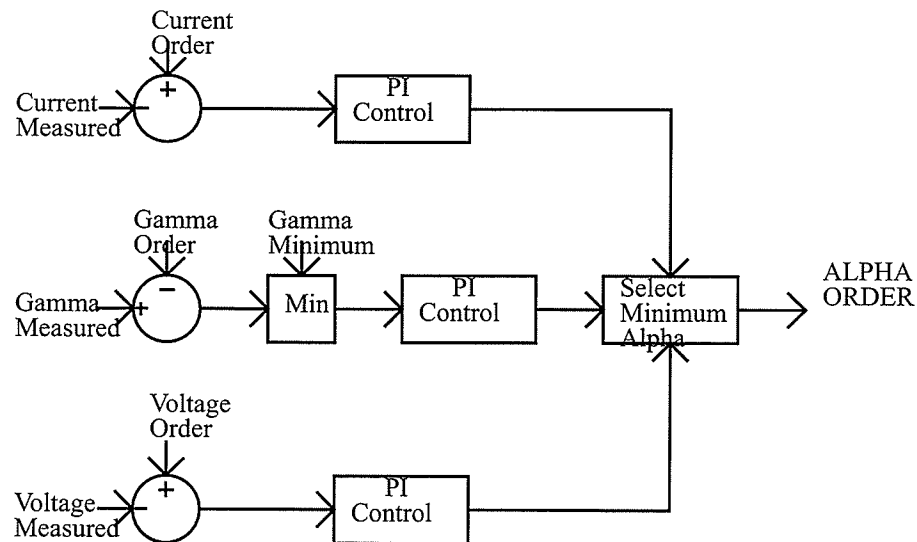 Current
Order
+
Current
Measured
−
PI
Control
Gamma
Order
−
Gamma
Measured
+
Gamma
Minimum
Min
PI
Control
Select
Minimum
Alpha
ALPHA
ORDER
Voltage
Order
+
Voltage
Measured
−
PI
Control